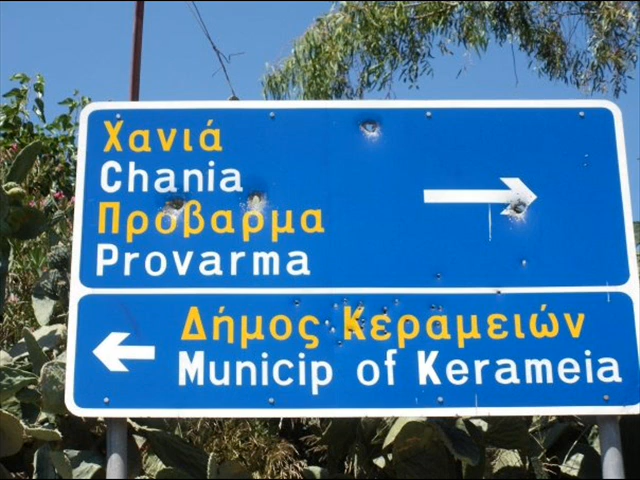 Χανιά
Chania
Προβαρμα
Provarma
Δήμος Κεραμειών
Municip of Kerameia